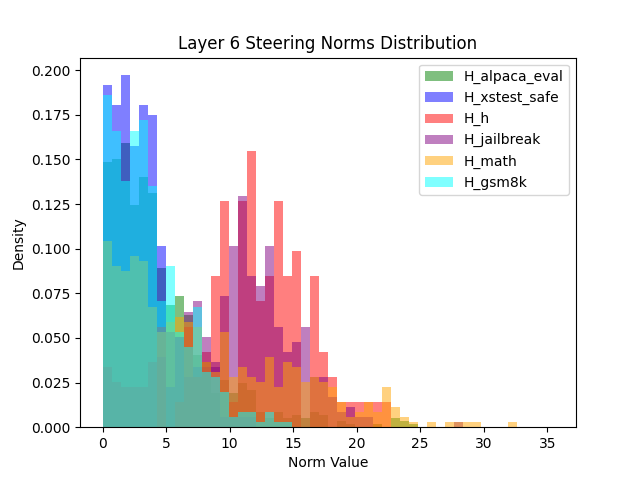 Layer 6 Steering Norms Distribution
H_alpaca_eval
H_xstest_safe
H_h
H_jailbreak
H_math
H_gsm8k
Density
0.200
0.175
0.150
0.125
0.100
0.075
0.050
0.025
0.000
0 5 10 15 20 25 30 35
Norm Value